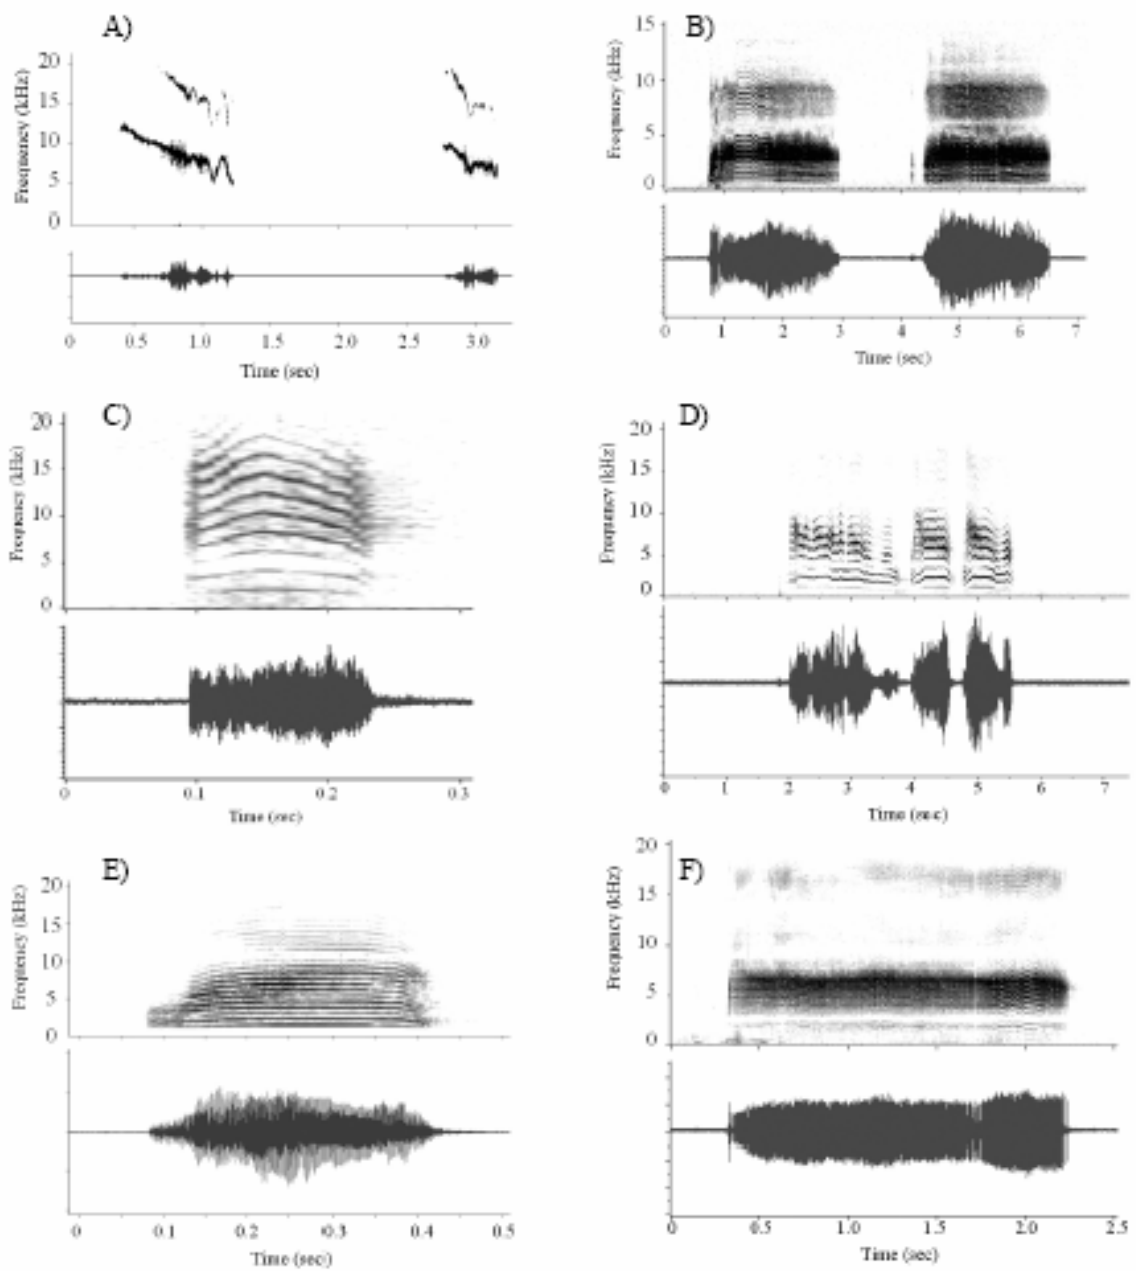 A)
Frequency (kHz)
20
15
10
5
0
0 0.5 1.0 1.5 2.0 2.5 3.0
Time (sec)
B)
Frequency (kHz)
15
10
5
0
0 1 2 3 4 5 6 7
Time (sec)
C)
Frequency (kHz)
20
15
10
5
0
0 0.1 0.2 0.3
Time (sec)
D)
Frequency (kHz)
20
15
10
5
0
0 1 2 3 4 5 6 7
Time (sec)
E)
Frequency (kHz)
20
15
10
5
0
0 0.1 0.2 0.3 0.4 0.5
Time (sec)
F)
Frequency (kHz)
20
15
10
5
0
0 0.5 1.0 1.5 2.0 2.5
Time (sec)